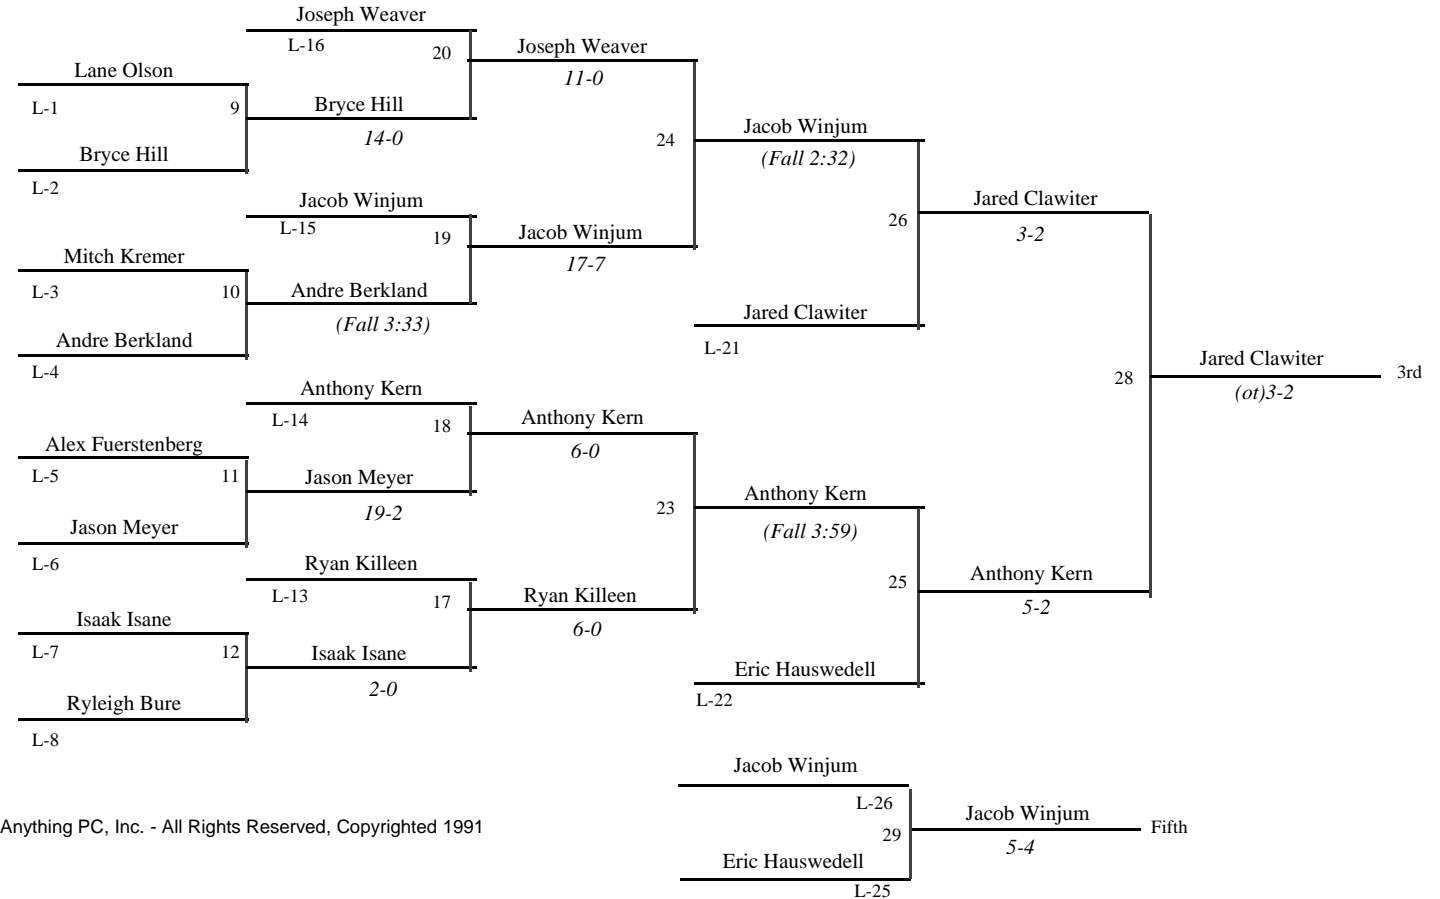 Joseph Weaver
L-16
20
Joseph Weaver
11-0
Lane Olson
L-1
9
Bryce Hill
14-0
Bryce Hill
L-2
24
Jacob Winjum
(Fall 2:32)
Jacob Winjum
L-15
19
Jacob Winjum
17-7
26
Jared Clawiter
3-2
Mitch Kremer
L-3
10
Andre Berkland
(Fall 3:33)
Andre Berkland
L-4
Jared Clawiter
L-21
28
Jared Clawiter
(ot)3-2
3rd
Anthony Kern
L-14
18
Anthony Kern
6-0
Alex Fuerstenberg
L-5
11
Jason Meyer
19-2
Jason Meyer
L-6
23
Anthony Kern
(Fall 3:59)
Ryan Killeen
L-13
17
Ryan Killeen
6-0
25
Anthony Kern
5-2
Isaak Isane
L-7
12
Isaak Isane
2-0
Ryleigh Bure
L-8
Eric Hauswedell
L-22
Jacob Winjum
L-26
29
Jacob Winjum
5-4
Fifth
Eric Hauswedell
L-25
Anything PC, Inc. - All Rights Reserved, Copyrighted 1991